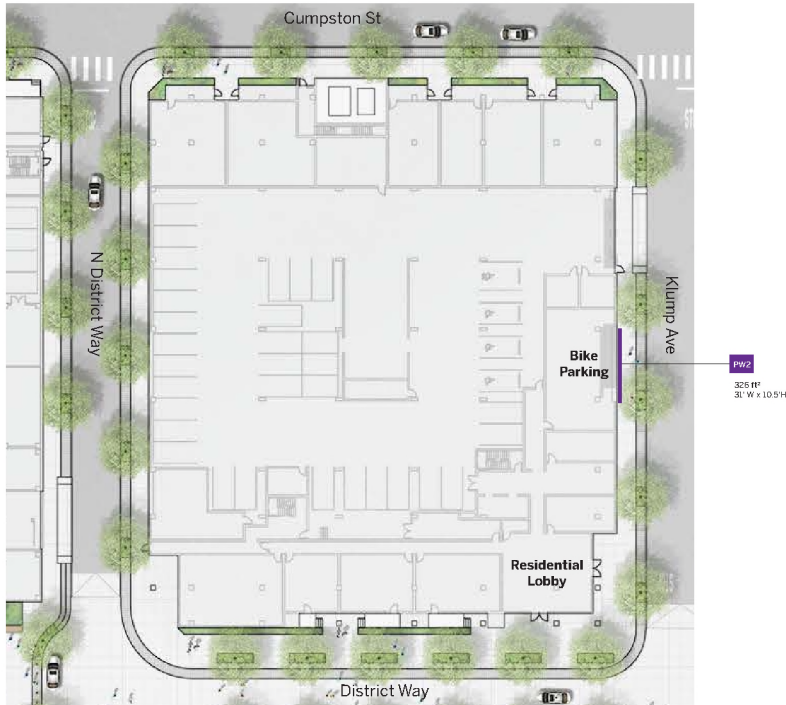 Cumpston St
N District Way
Klump Ave
Bike
Parking
PW2
326 ft²
31' W x 10.5'H
Residential
Lobby
District Way